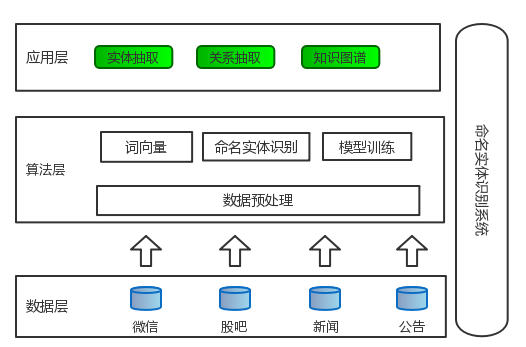 应用层
实体抽取
关系抽取
知识图谱
算法层
词向量
命名实体识别
模型训练
数据预处理
数据层
微信
股吧
新闻
公告
命名实体识别系统